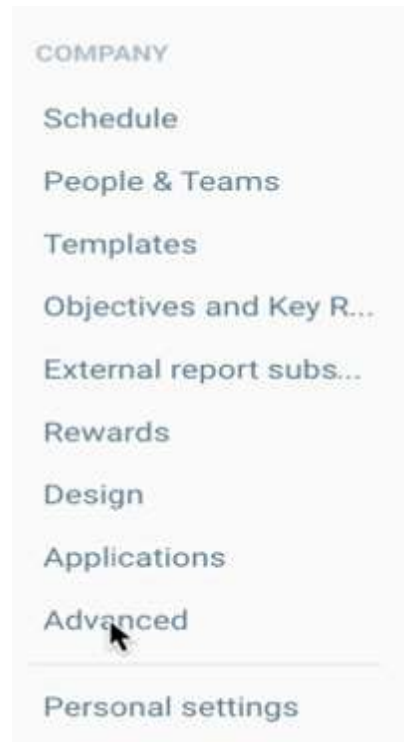 COMPANY
Schedule
People & Teams
Templates
Objectives and Key R...
External report subs...
Rewards
Design
Applications
Advanced
Personal settings